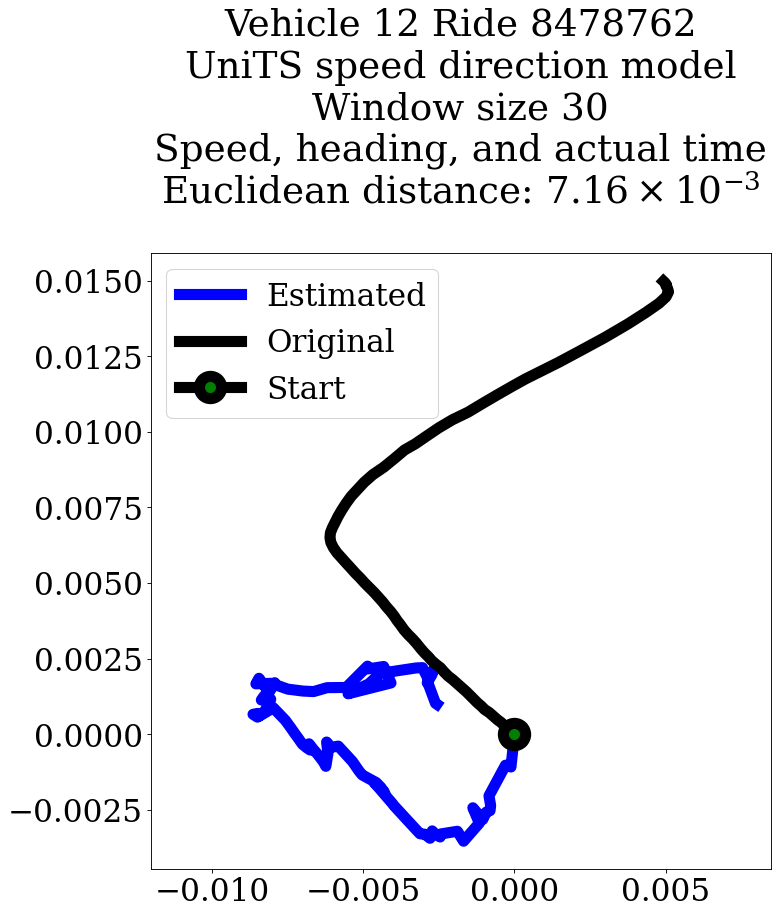 Vehicle 12 Ride 8478762
UniTS speed direction model
Window size 30
Speed, heading, and actual time
Euclidean distance: 7.16 × 10⁻³
Estimated
Original
Start
0.0150
0.0125
0.0100
0.0075
0.0050
0.0025
0.0000
−0.0025
−0.010 −0.005 0.000 0.005